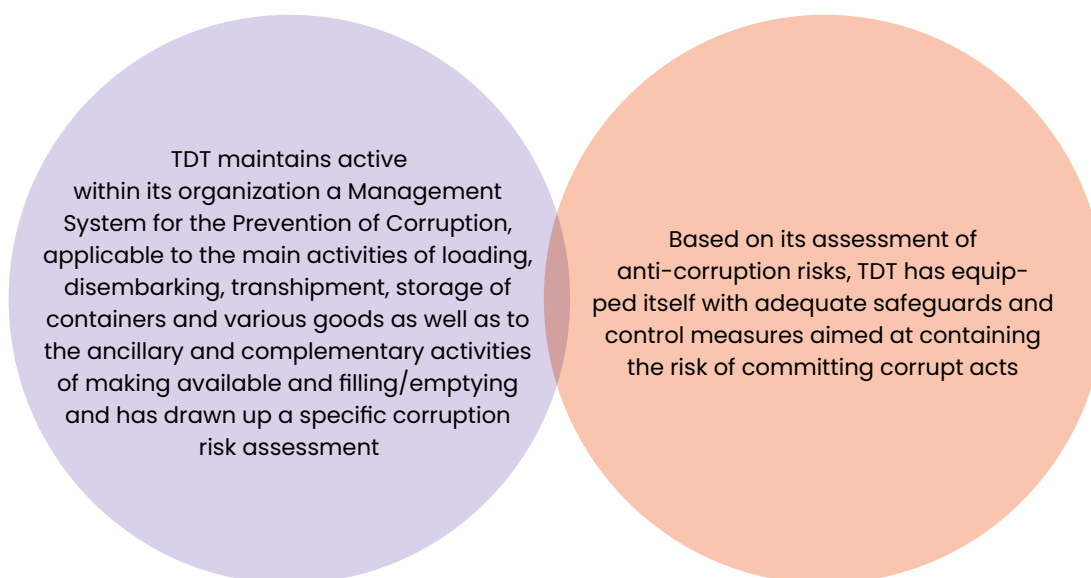 TDT maintains active
within its organization a Management
System for the Prevention of Corruption,
applicable to the main activities of loading,
disembarking, transhipment, storage of
containers and various goods as well as to
the ancillary and complementary activities
of making available and filling/emptying
and has drawn up a specific corruption
risk assessment
Based on its assessment of
anti-corruption risks, TDT has equip-
ped itself with adequate safeguards and
control measures aimed at containing
the risk of committing corrupt acts